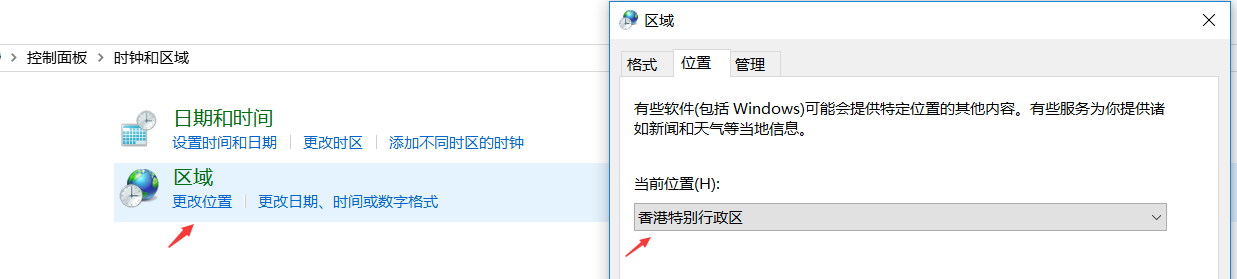 控制面板 > 时钟和区域
日期和时间
设置时间和日期 | 更改时区 | 添加不同时区的时钟
区域
更改位置 | 更改日期、时间或数字格式
区域
格式 位置 管理
有些软件(包括 Windows)可能会提供特定位置的其他内容。有些服务为你提供诸
如新闻和天气等当地信息。
当前位置(H):
香港特别行政区